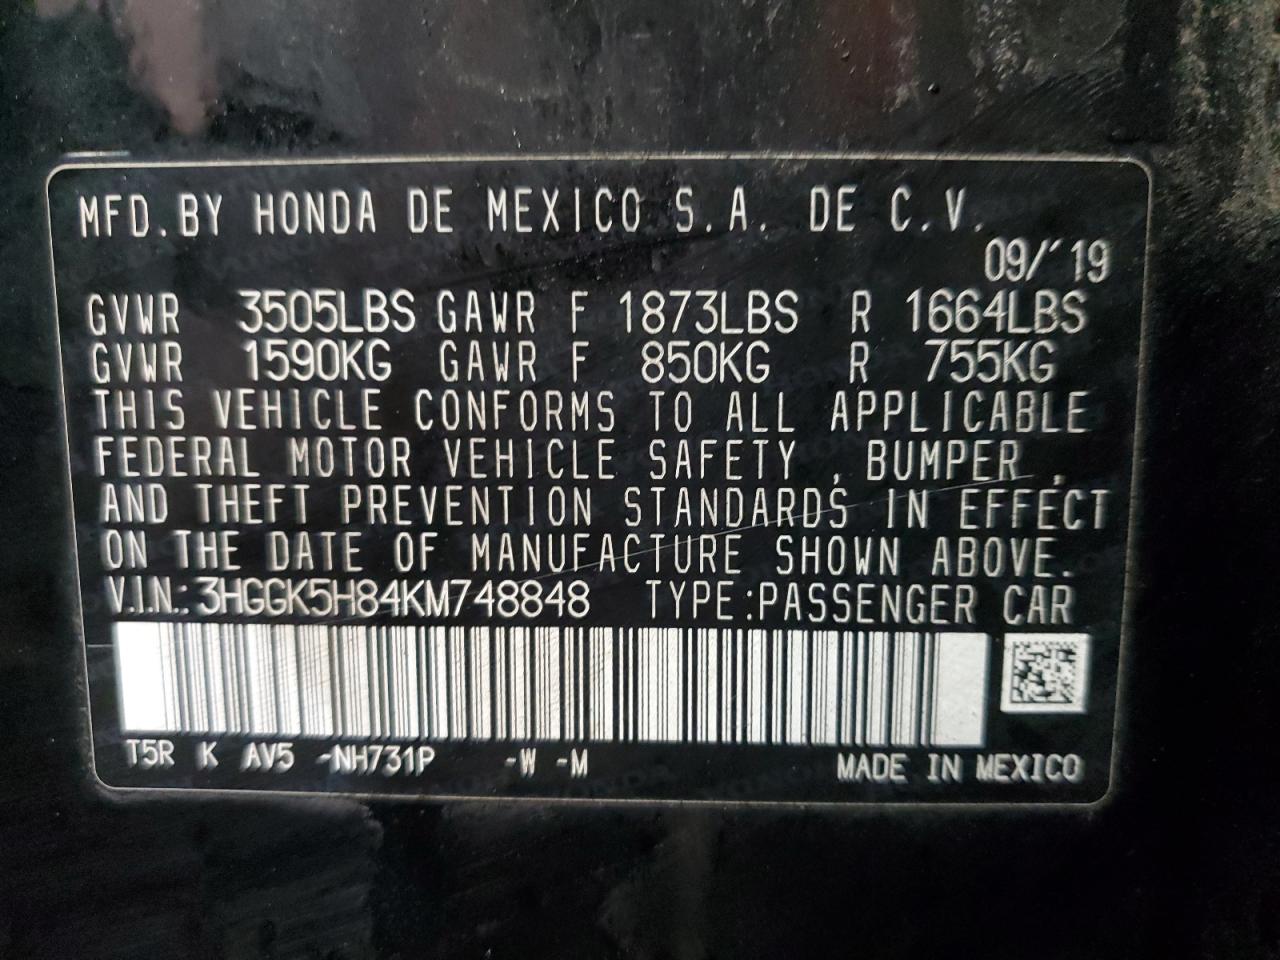 MFD.BY HONDA DE MEXICO S.A. DE C.V.
09/'19
GVWR 3505LBS GAWR F 1873LBS R 1664LBS
GVWR 1590KG GAWR F 850KG R 755KG
THIS VEHICLE CONFORMS TO ALL APPLICABLE
FEDERAL MOTOR VEHICLE SAFETY , BUMPER ,
AND THEFT PREVENTION STANDARDS IN EFFECT
ON THE DATE OF MANUFACTURE SHOWN ABOVE.
V.I.N.: 3HGGK5H84KM748848 TYPE:PASSENGER CAR
T5R K AV5 -NH731P -W -M MADE IN MEXICO